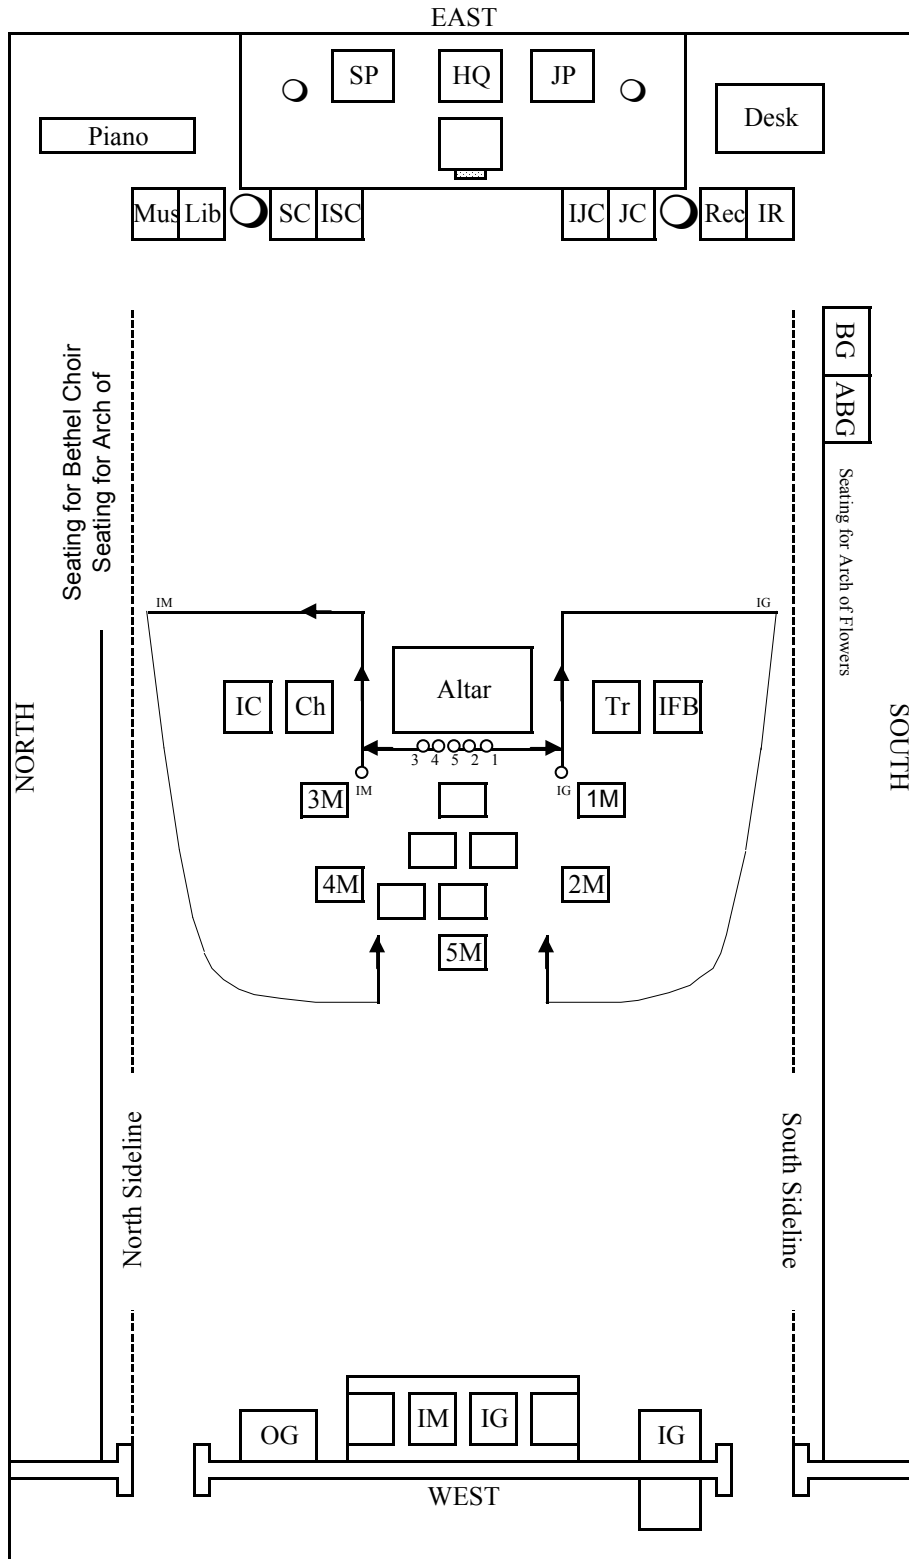 EAST
SP HQ JP
Piano
Desk
Mus Lib SC ISC IJC JC Rec IR
BG
ABG
Seating for Bethel Choir
Seating for Arch of
Seating for Arch of Flowers
IM IG
IC Ch Altar Tr IFB
NORTH
SOUTH
3 4 5 2 1
IM IG
3M 1M
4M 2M
5M
North Sideline
South Sideline
OG IM IG IG
WEST